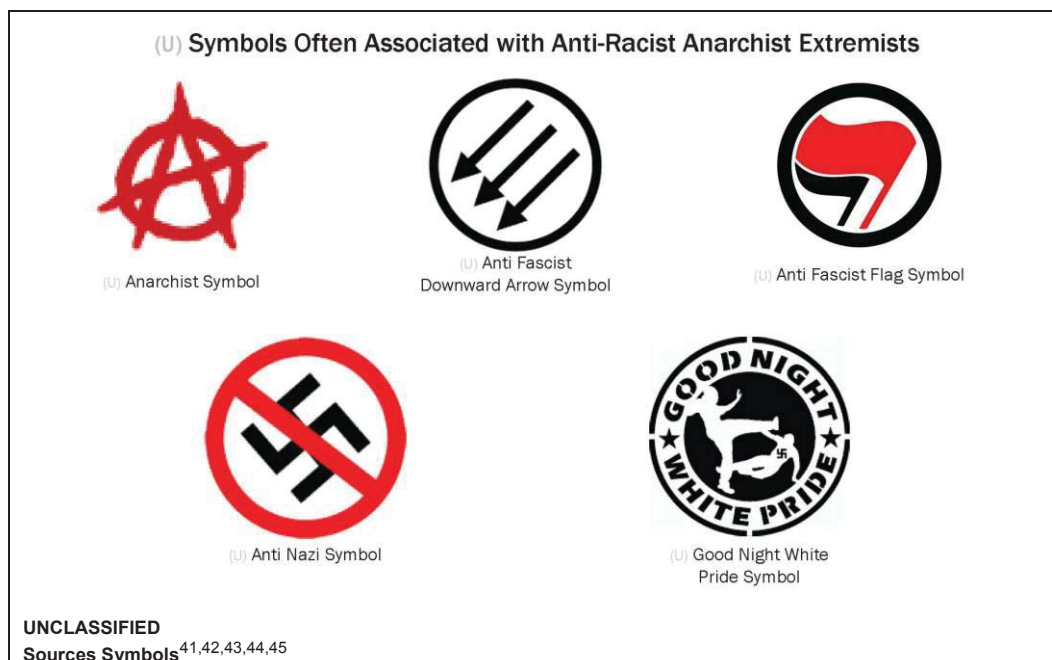 (U) Symbols Often Associated with Anti-Racist Anarchist Extremists
(U) Anarchist Symbol
(U) Anti Fascist
Downward Arrow Symbol
(U) Anti Fascist Flag Symbol
(U) Anti Nazi Symbol
GOOD NIGHT
WHITE PRIDE
(U) Good Night White
Pride Symbol
UNCLASSIFIED
Sources Symbols41,42,43,44,45